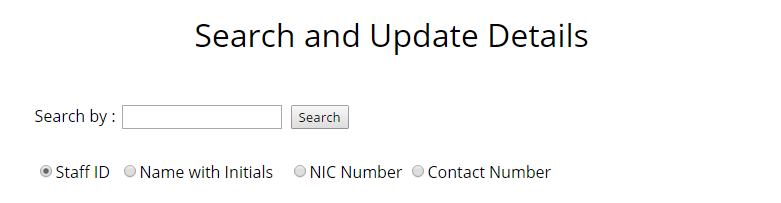 Search and Update Details
Search by : Search
Staff ID Name with Initials NIC Number Contact Number